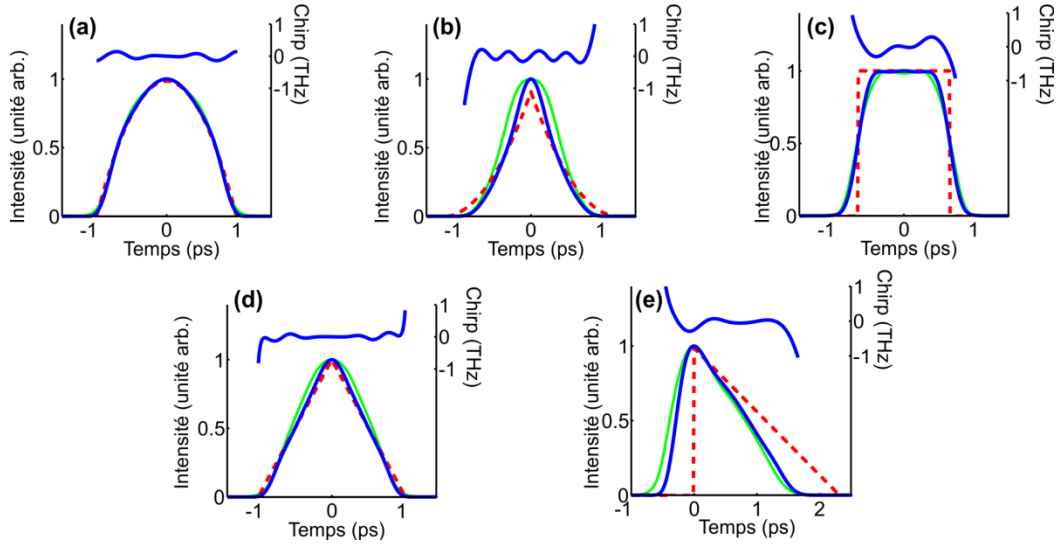 (a)
Intensité (unité arb.)
1
0.5
0
-1
0
1
Temps (ps)
1
0
-1
Chirp (THz)
(b)
Intensité (unité arb.)
1
0.5
0
-1
0
1
Temps (ps)
1
0
-1
Chirp (THz)
(c)
Intensité (unité arb.)
1
0.5
0
-1
0
1
Temps (ps)
1
0
-1
Chirp (THz)
(d)
Intensité (unité arb.)
1
0.5
0
-1
0
1
Temps (ps)
1
0
-1
Chirp (THz)
(e)
Intensité (unité arb.)
1
0.5
0
-1
0
1
2
Temps (ps)
1
0
-1
Chirp (THz)